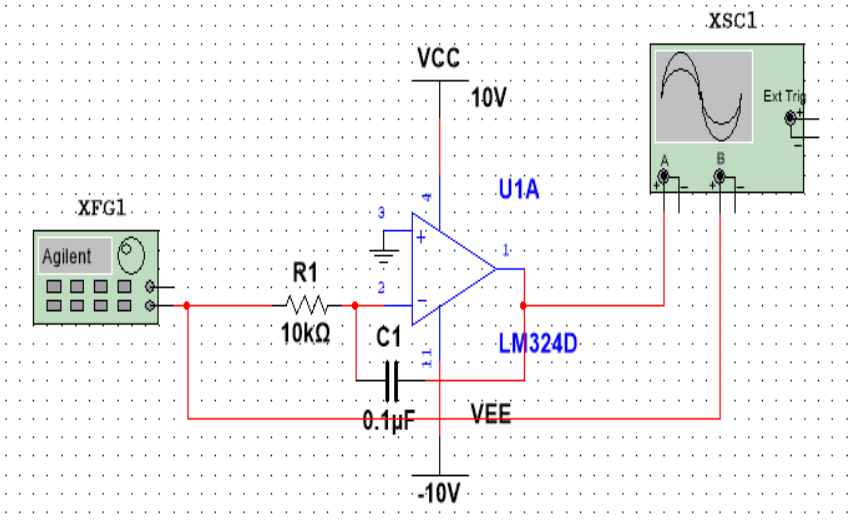 XSC1
VCC
10V
Ext Trig
+
−
A
B
+ − + −
4
U1A
XFG1
3
+
Agilent
1
R1
2
−
10kΩ
C1
11
LM324D
0.1µF
VEE
-10V